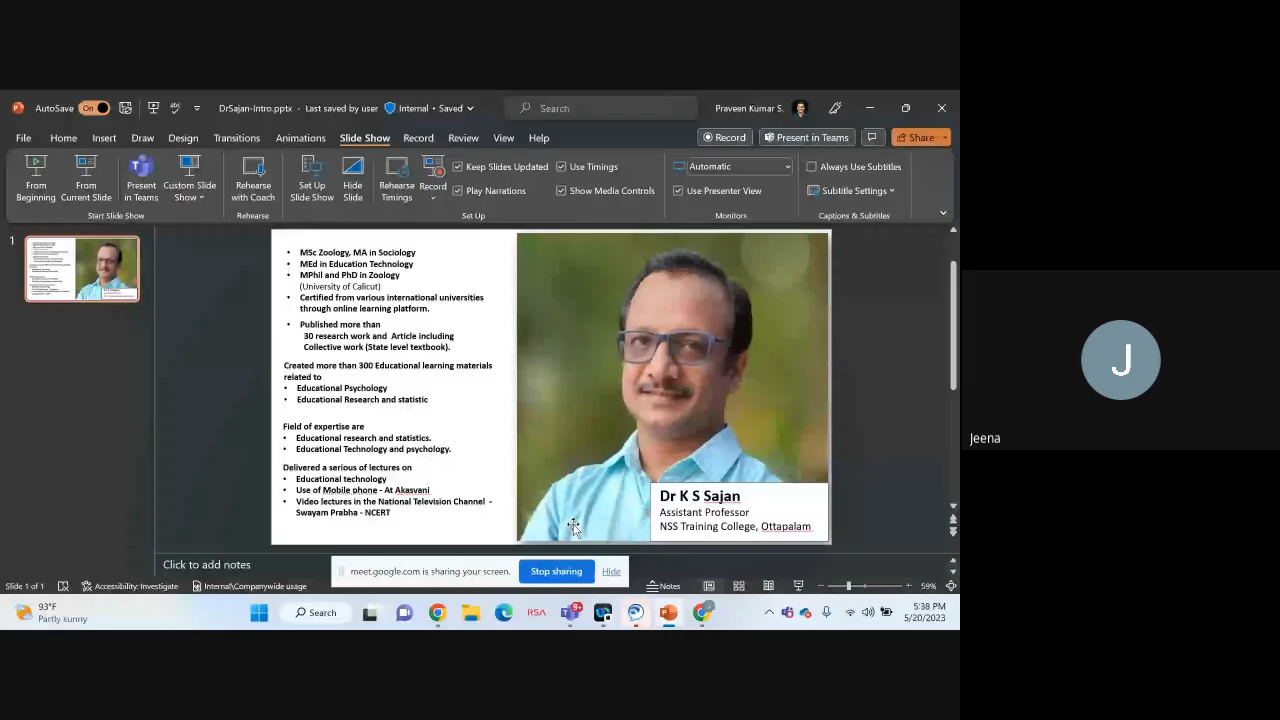 AutoSave On DrSajan-Intro.pptx - Last saved by user Internal • Saved Search Praveen Kumar S.
File Home Insert Draw Design Transitions Animations Slide Show Record Review View Help Record Present in Teams Share
From Beginning
From Current Slide
Present in Teams
Custom Slide Show
Rehearse with Coach
Set Up Slide Show
Hide Slide
Rehearse Timings
Record
Keep Slides Updated Use Timings
Play Narrations Show Media Controls
Automatic
Use Presenter View
Always Use Subtitles
Subtitle Settings
Start Slide Show Rehearse Set Up Monitors Captions & Subtitles
1
• MSc Zoology, MA in Sociology
• MEd in Education Technology
• MPhil and PhD in Zoology
(University of Calicut)
• Certified from various international universities
through online learning platform.
• Published more than
30 research work and Article including
Collective work (State level textbook).
Created more than 300 Educational learning materials
related to
• Educational Psychology
• Educational Research and statistic
Field of expertise are
• Educational research and statistics.
• Educational Technology and psychology.
Delivered a serious of lectures on
• Educational technology
• Use of Mobile phone - At Akasvani
• Video lectures in the National Television Channel -
Swayam Prabha - NCERT
Dr K S Sajan
Assistant Professor
NSS Training College, Ottapalam
J
Jeena
Click to add notes
meet.google.com is sharing your screen. Stop sharing Hide
Slide 1 of 1 Accessibility: Investigate Internal\Companywide usage Notes 59%
93°F
Partly sunny
Search
RSA
9+
5:38 PM
5/20/2023